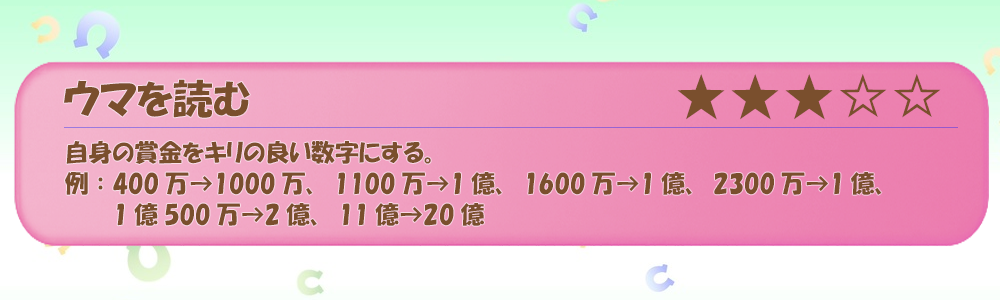 ウマを読む ★★★☆☆
自身の賞金をキリの良い数字にする。
例：400万→1000万、1100万→1億、1600万→1億、2300万→1億、
1億500万→2億、11億→20億